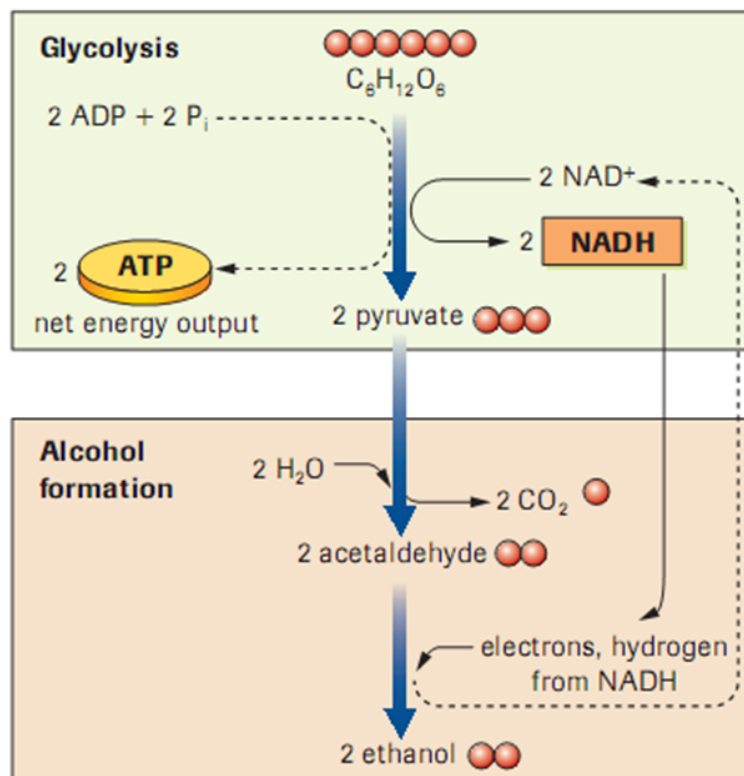 Glycolysis
C₆H₁₂O₆
2 ADP + 2 Pᵢ
2 NAD⁺
2 ATP
2 NADH
net energy output
2 pyruvate
Alcohol
formation
2 H₂O
2 CO₂
2 acetaldehyde
electrons, hydrogen
from NADH
2 ethanol